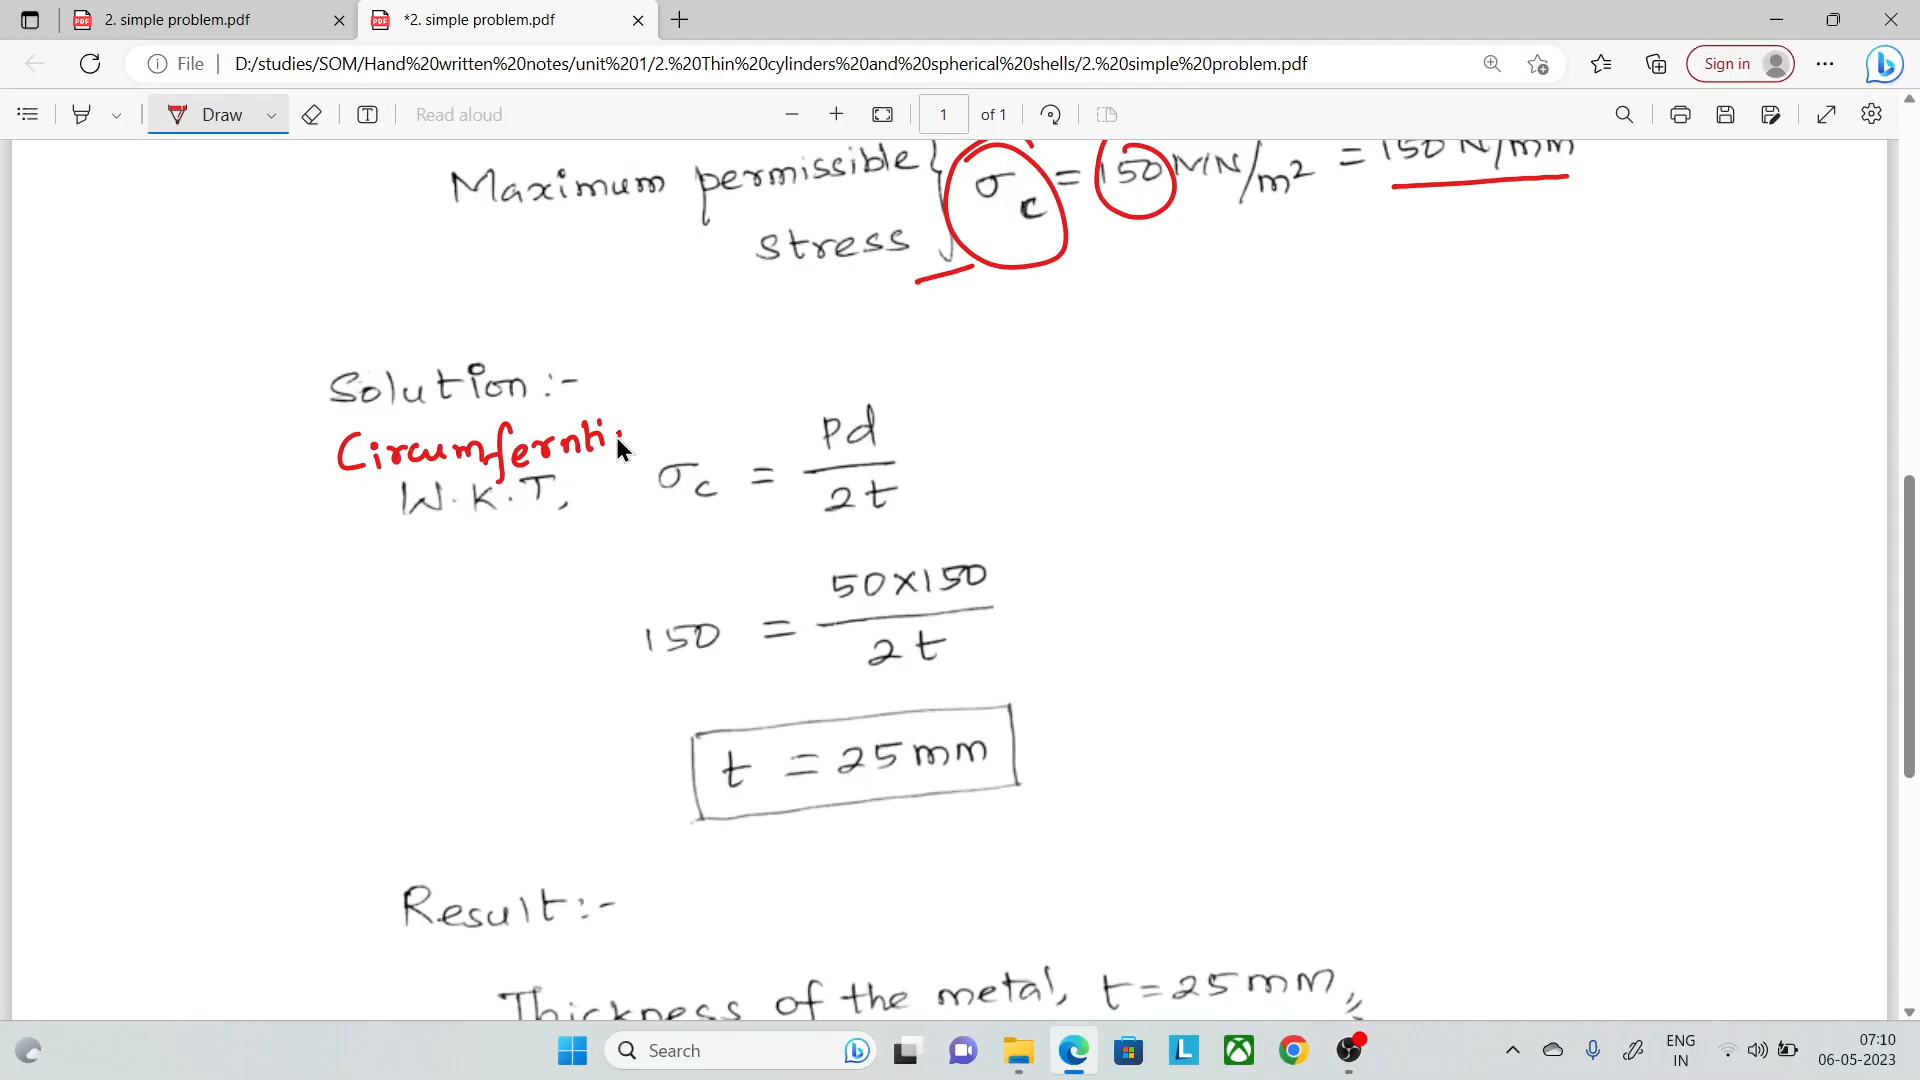 2. simple problem.pdf
*2. simple problem.pdf
File
D:/studies/SOM/Hand%20written%20notes/unit%201/2.%20Thin%20cylinders%20and%20spherical%20shells/2.%20simple%20problem.pdf
Sign in
Draw
Read aloud
1
of 1
Maximum permissible
stress
σc = 150 MN/m² = 150 N/mm
Solution :-
Circumfernti
W.K.T, σc = Pd
2t
150 = 50×150
2t
t = 25mm
Result :-
Thickness of the metal, t=25mm,,
Search
ENG
IN
07:10
06-05-2023